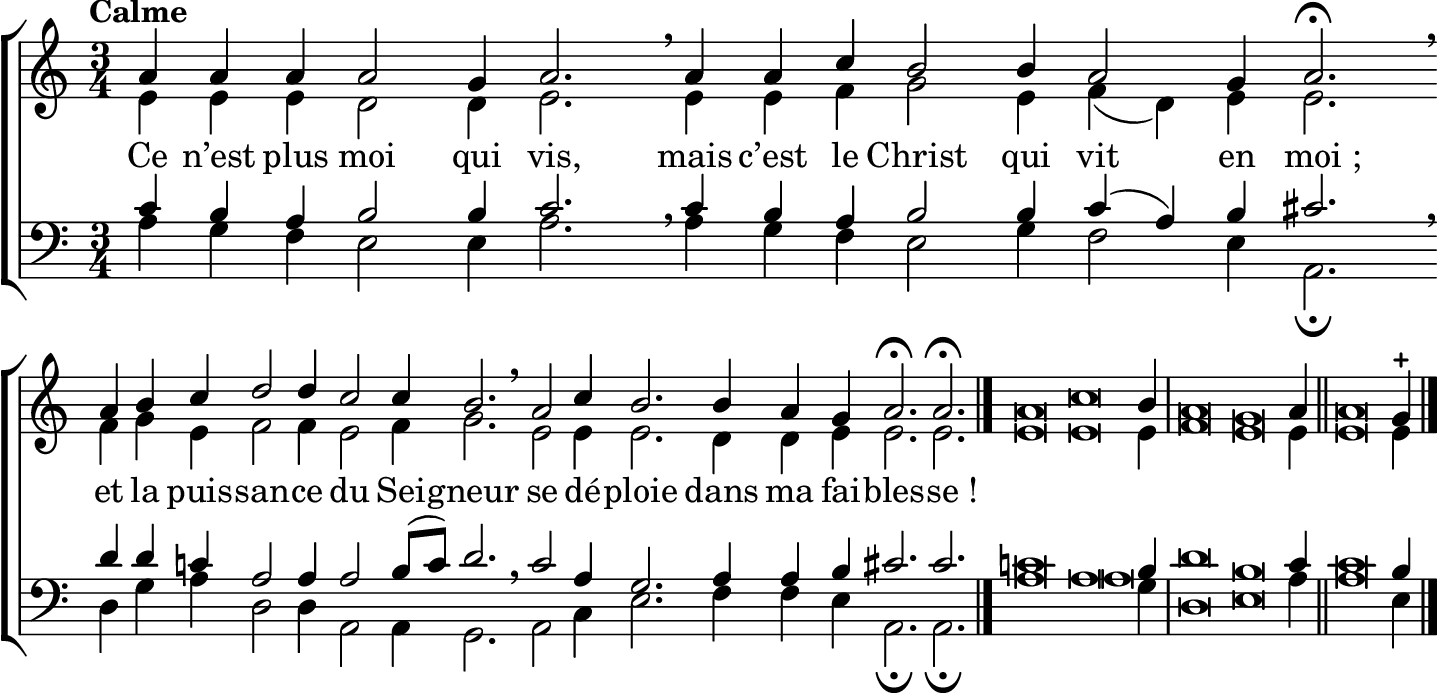 Calme
Ce n’est plus moi qui vis, mais c’est le Christ qui vit en moi ;
et la puissance du Seigneur se déploie dans ma faiblesse !